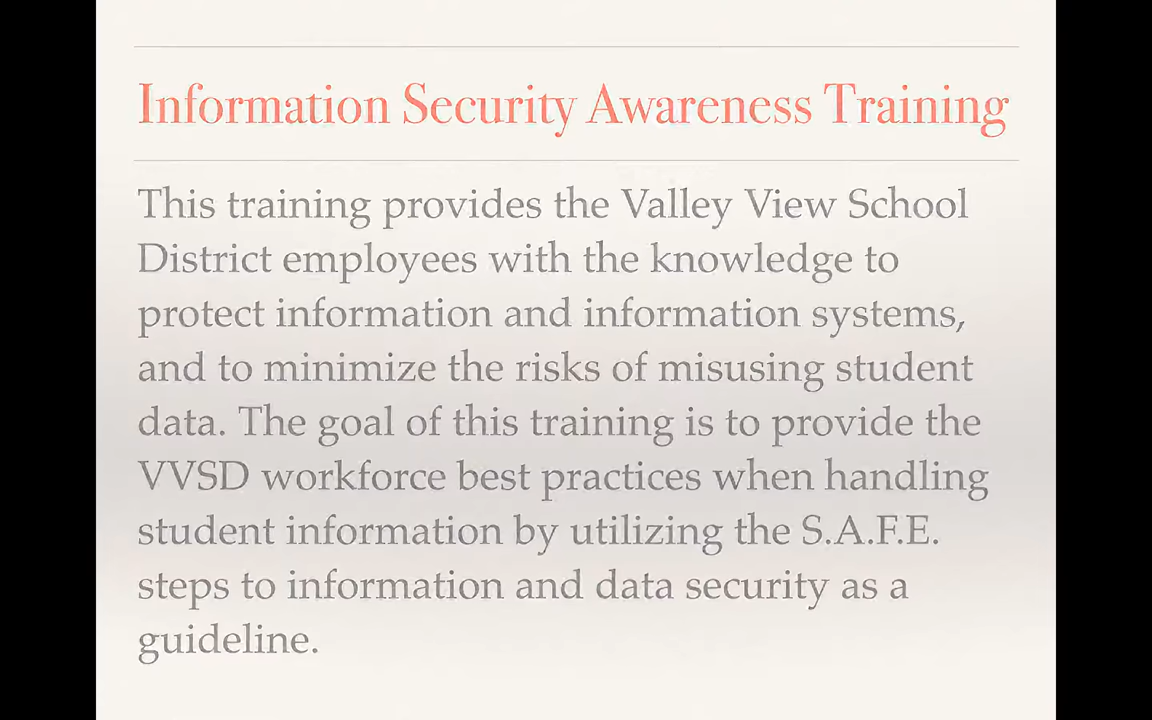 Information Security Awareness Training
This training provides the Valley View School
District employees with the knowledge to
protect information and information systems,
and to minimize the risks of misusing student
data. The goal of this training is to provide the
VVSD workforce best practices when handling
student information by utilizing the S.A.F.E.
steps to information and data security as a
guideline.